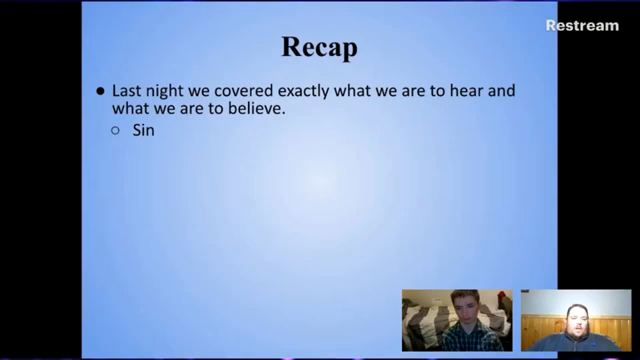 Restream
Recap
● Last night we covered exactly what we are to hear and
what we are to believe.
○ Sin